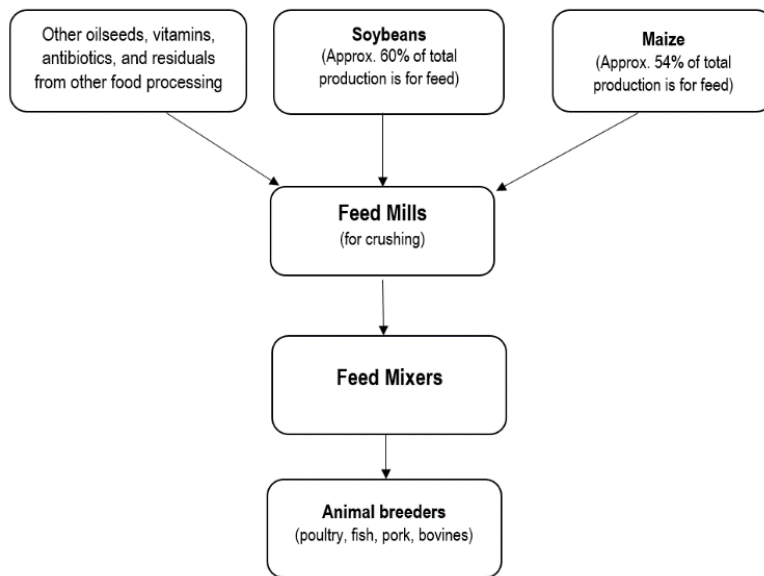 Other oilseeds, vitamins,
antibiotics, and residuals
from other food processing
Soybeans
(Approx. 60% of total
production is for feed)
Maize
(Approx. 54% of total
production is for feed)
Feed Mills
(for crushing)
Feed Mixers
Animal breeders
(poultry, fish, pork, bovines)